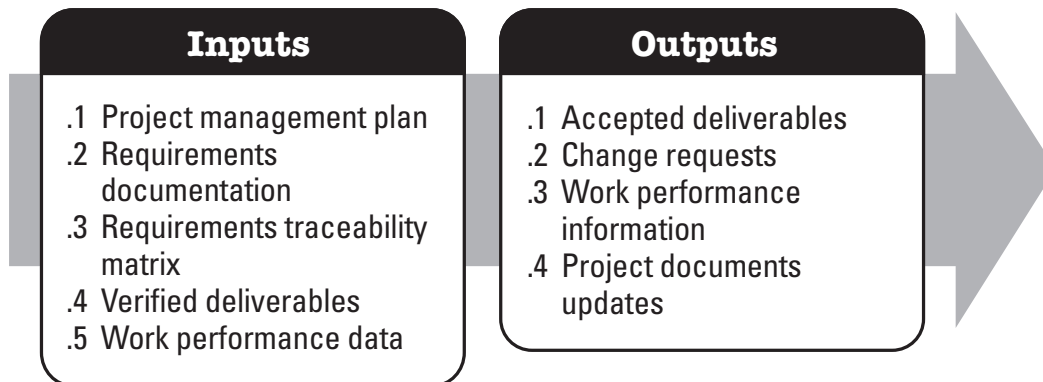 Inputs
.1 Project management plan
.2 Requirements
documentation
.3 Requirements traceability
matrix
.4 Verified deliverables
.5 Work performance data
Outputs
.1 Accepted deliverables
.2 Change requests
.3 Work performance
information
.4 Project documents
updates